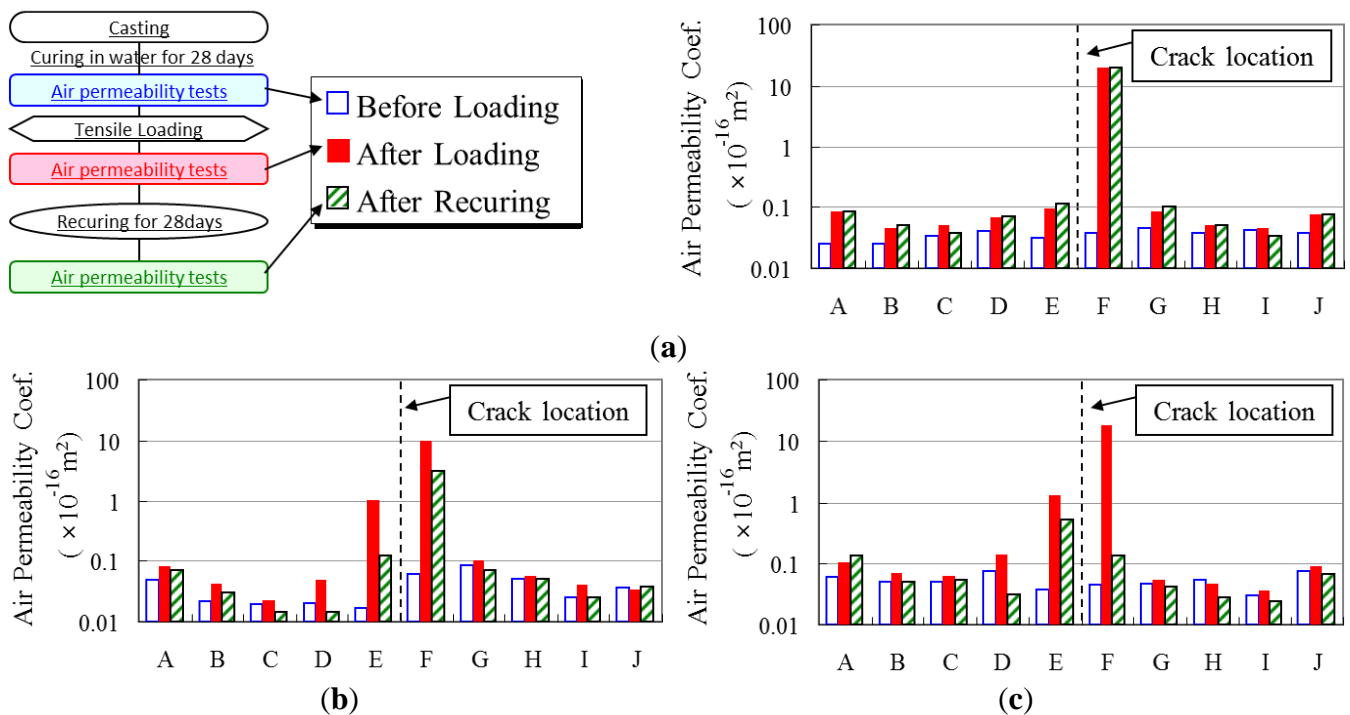 Casting
Curing in water for 28 days
Air permeability tests
Tensile Loading
Air permeability tests
Recuring for 28days
Air permeability tests
Before Loading
After Loading
After Recuring
Air Permeability Coef.
( ×10⁻¹⁶m²)
100
10
1
0.1
0.01
Crack location
A B C D E F G H I J
(a)
Air Permeability Coef.
( ×10⁻¹⁶m²)
100
10
1
0.1
0.01
Crack location
A B C D E F G H I J
(b)
Air Permeability Coef.
( ×10⁻¹⁶m²)
100
10
1
0.1
0.01
Crack location
A B C D E F G H I J
(c)